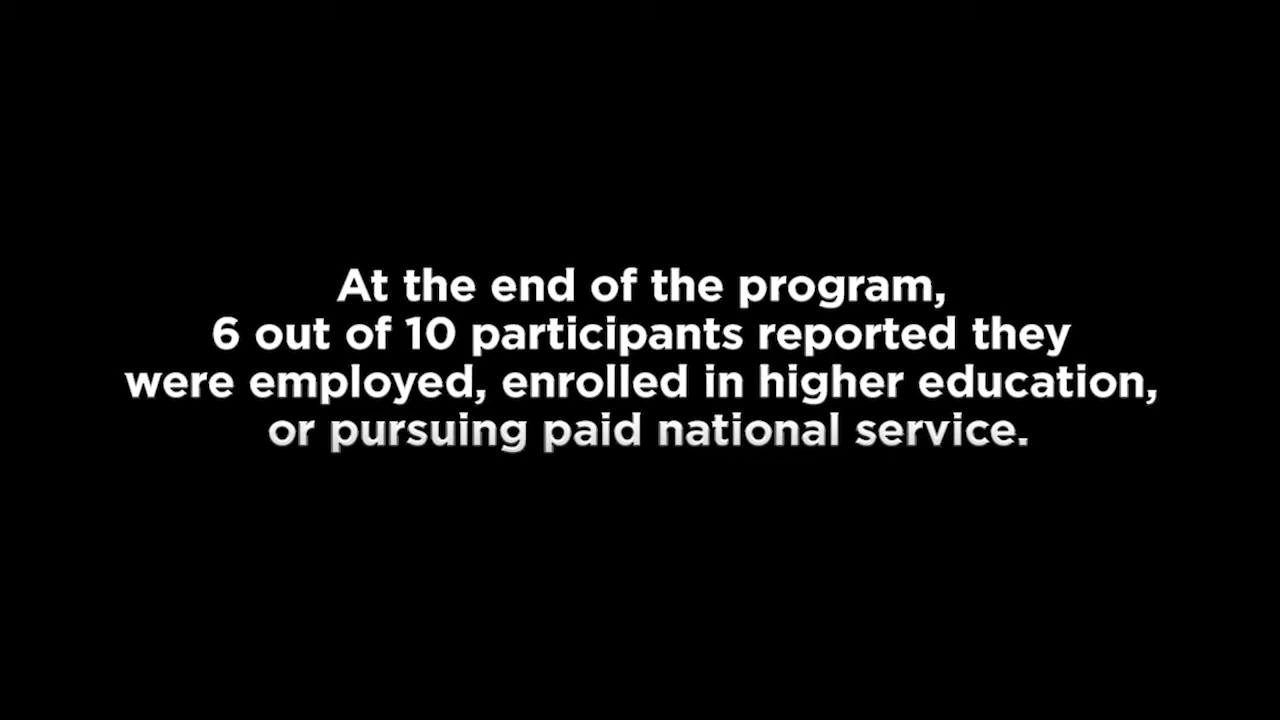 At the end of the program,
6 out of 10 participants reported they
were employed, enrolled in higher education,
or pursuing paid national service.